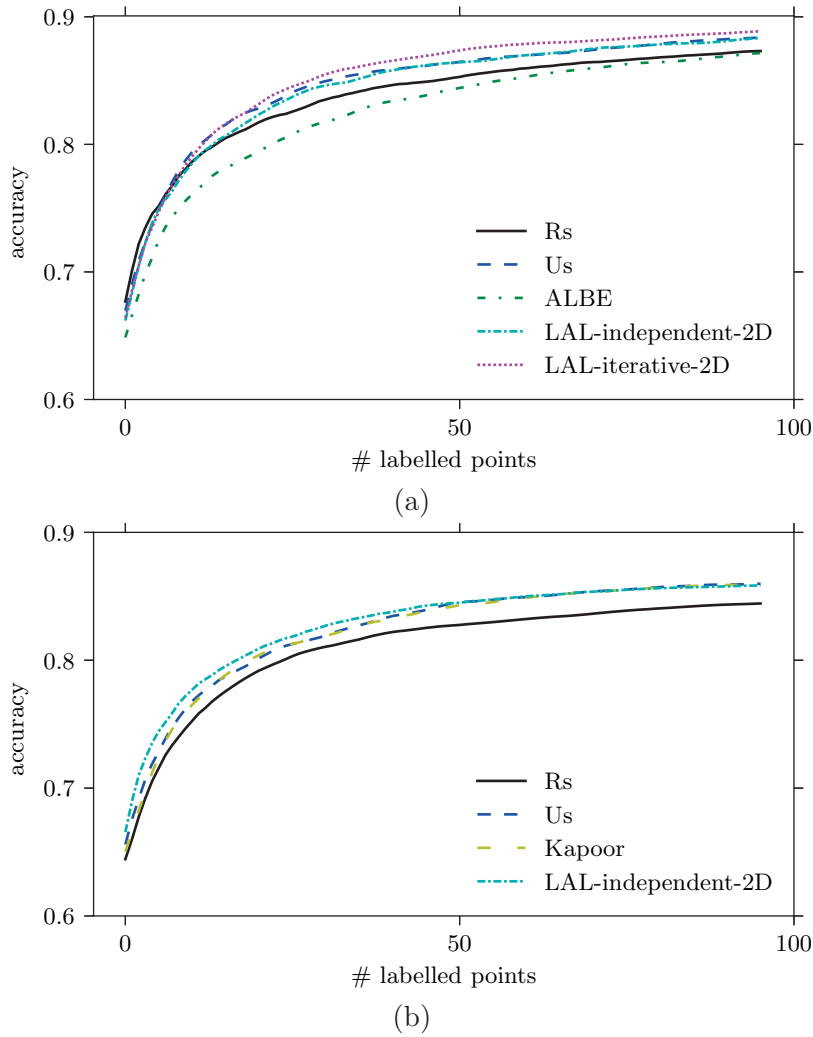 0.9
0.8
0.7
0.6
accuracy
Rs
Us
ALBE
LAL-independent-2D
LAL-iterative-2D
0 50 100
# labelled points
(a)
0.9
0.8
0.7
0.6
accuracy
Rs
Us
Kapoor
LAL-independent-2D
0 50 100
# labelled points
(b)